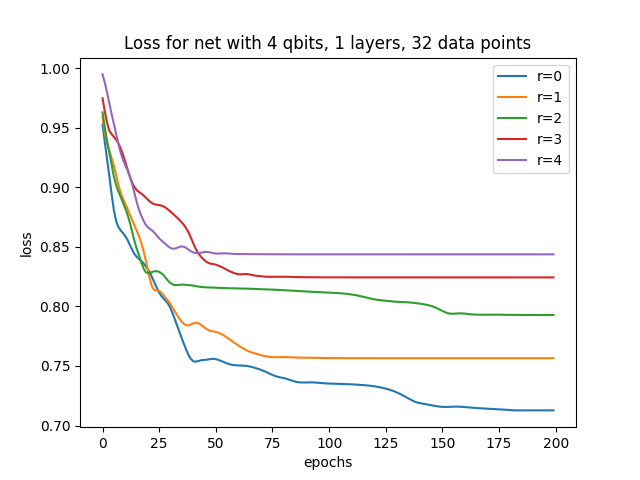 Loss for net with 4 qbits, 1 layers, 32 data points
1.00
0.95
0.90
0.85
0.80
0.75
0.70
loss
r=0
r=1
r=2
r=3
r=4
0 25 50 75 100 125 150 175 200
epochs